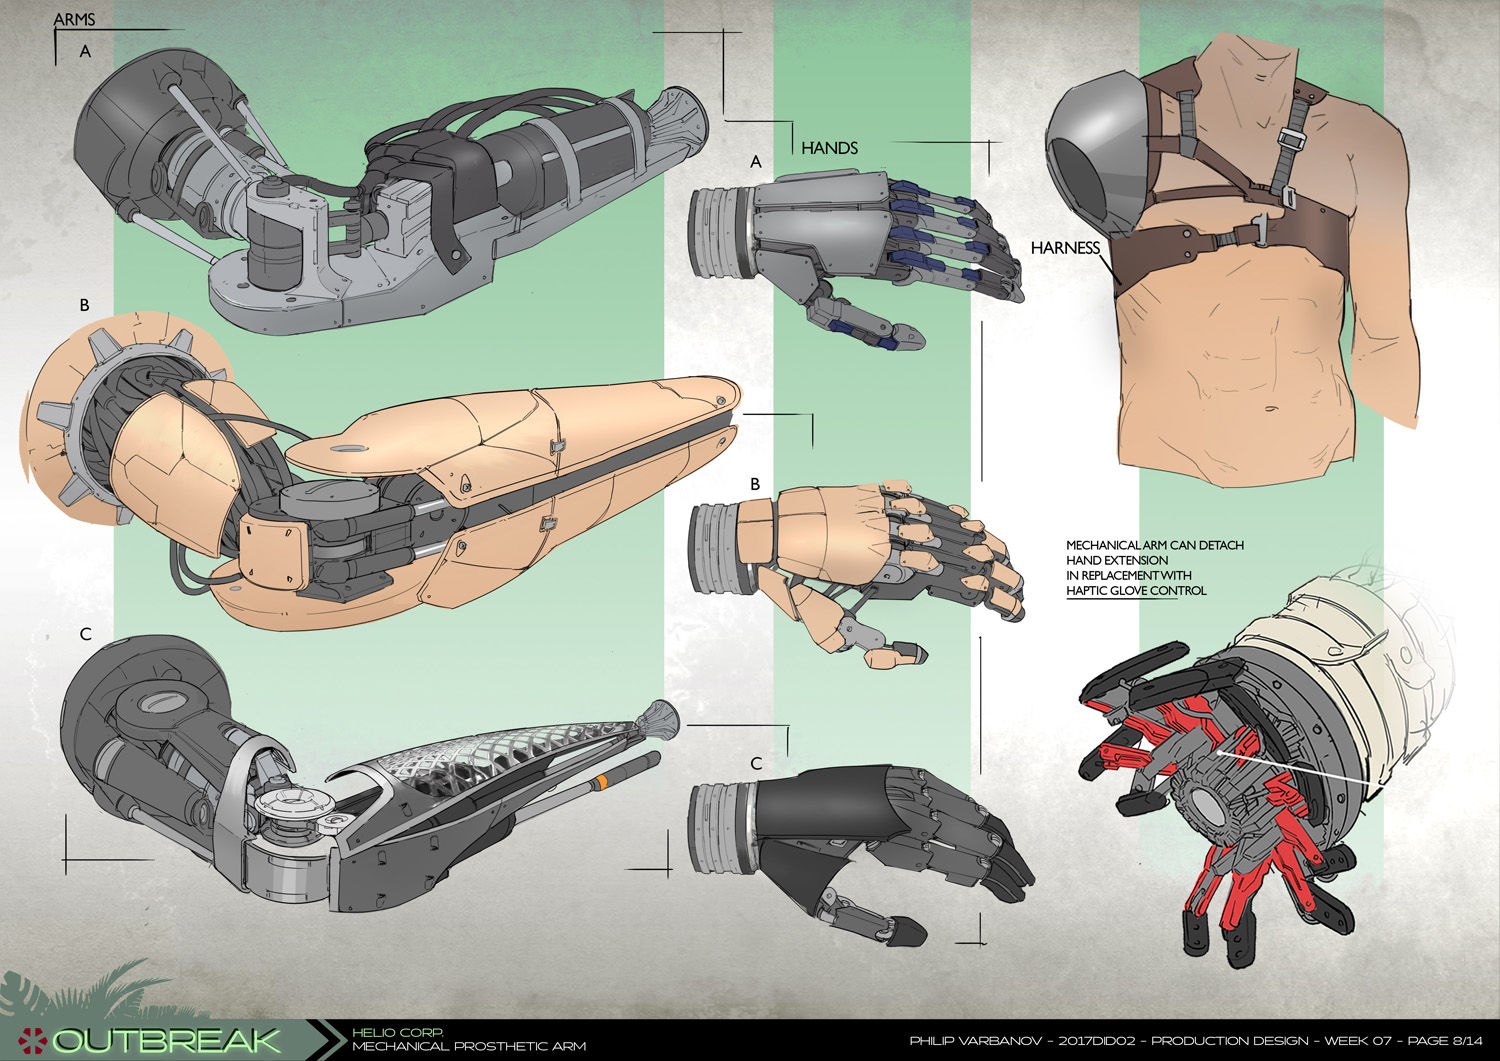 ARMS
A
B
C
HANDS
A
B
C
HARNESS
MECHANICAL ARM CAN DETACH
HAND EXTENSION
IN REPLACEMENT WITH
HAPTIC GLOVE CONTROL
OUTBREAK
HELIO CORP.
MECHANICAL PROSTHETIC ARM
PHILIP VARBANOV - 2017DID02 - PRODUCTION DESIGN - WEEK 07 - PAGE 8/14